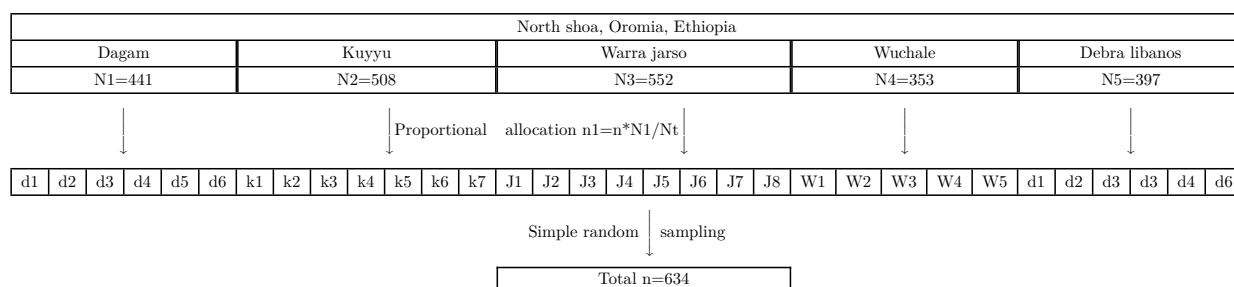 North shoa, Oromia, Ethiopia
Dagam Kuyyu Warra jarso Wuchale Debra libanos
N1=441 N2=508 N3=552 N4=353 N5=397
Proportional allocation n1=n*N1/Nt
d1 d2 d3 d4 d5 d6 k1 k2 k3 k4 k5 k6 k7 J1 J2 J3 J4 J5 J6 J7 J8 W1 W2 W3 W4 W5 d1 d2 d3 d3 d4 d6
Simple random sampling
Total n=634